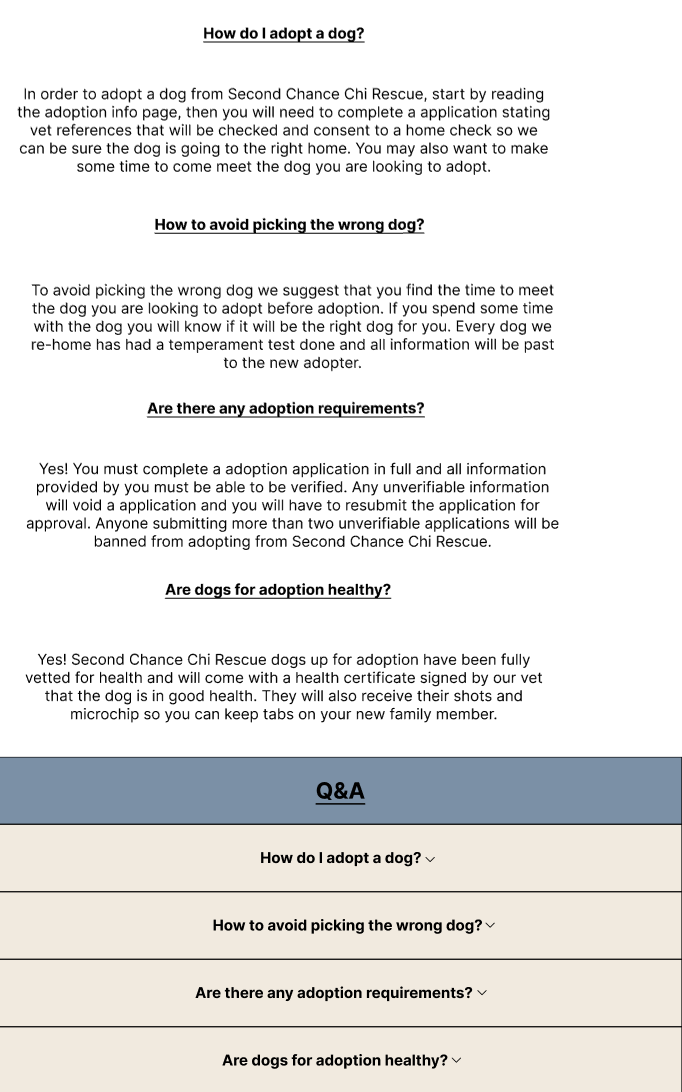 How do I adopt a dog?
In order to adopt a dog from Second Chance Chi Rescue, start by reading
the adoption info page, then you will need to complete a application stating
vet references that will be checked and consent to a home check so we
can be sure the dog is going to the right home. You may also want to make
some time to come meet the dog you are looking to adopt.
How to avoid picking the wrong dog?
To avoid picking the wrong dog we suggest that you find the time to meet
the dog you are looking to adopt before adoption. If you spend some time
with the dog you will know if it will be the right dog for you. Every dog we
re-home has had a temperament test done and all information will be past
to the new adopter.
Are there any adoption requirements?
Yes! You must complete a adoption application in full and all information
provided by you must be able to be verified. Any unverifiable information
will void a application and you will have to resubmit the application for
approval. Anyone submitting more than two unverifiable applications will be
banned from adopting from Second Chance Chi Rescue.
Are dogs for adoption healthy?
Yes! Second Chance Chi Rescue dogs up for adoption have been fully
vetted for health and will come with a health certificate signed by our vet
that the dog is in good health. They will also receive their shots and
microchip so you can keep tabs on your new family member.
Q&A
How do I adopt a dog?
How to avoid picking the wrong dog?
Are there any adoption requirements?
Are dogs for adoption healthy?